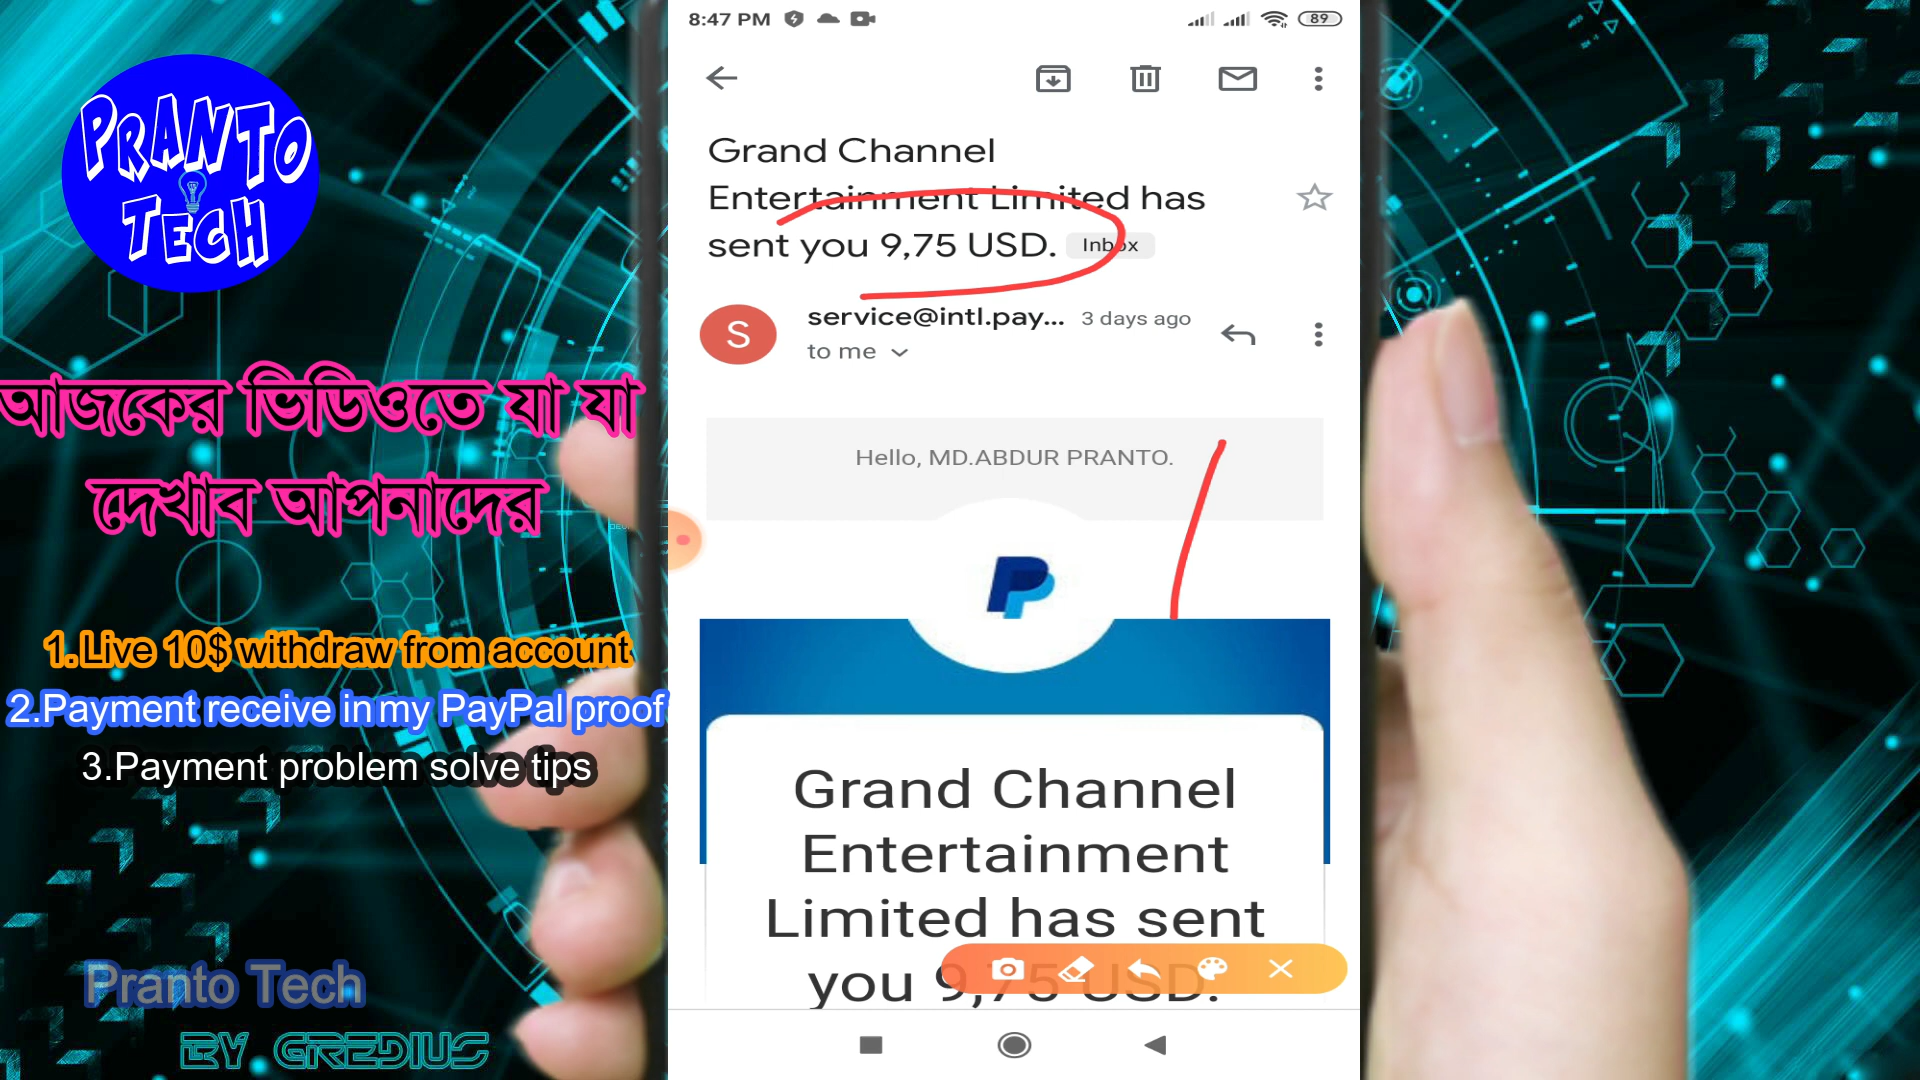 PRANTO
TECH
আজকের ভিডিওতে যা যা
দেখাব আপনাদের
1. Live 10$ withdraw from account
2.Payment receive in my PayPal proof
3.Payment problem solve tips
Pranto Tech
BY GREDIUS
8:47 PM
89
Grand Channel
Entertainment Limited has
sent you 9,75 USD. Inbox
S
service@intl.pay... 3 days ago
to me
Hello, MD.ABDUR PRANTO.
Grand Channel
Entertainment
Limited has sent
you 9,75 USD.